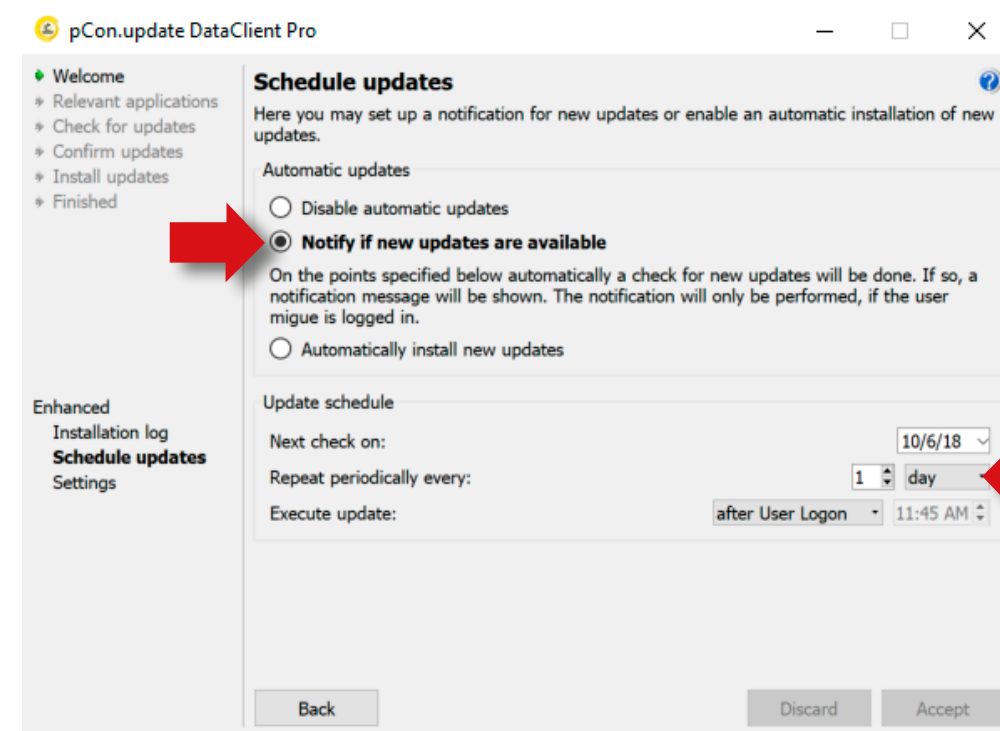 pCon.update DataClient Pro
Welcome
Relevant applications
Check for updates
Confirm updates
Install updates
Finished
Enhanced
Installation log
Schedule updates
Settings
Schedule updates
?
Here you may set up a notification for new updates or enable an automatic installation of new
updates.
Automatic updates
Disable automatic updates
Notify if new updates are available
On the points specified below automatically a check for new updates will be done. If so, a
notification message will be shown. The notification will only be performed, if the user
migue is logged in.
Automatically install new updates
Update schedule
Next check on: 10/6/18
Repeat periodically every: 1 day
Execute update: after User Logon 11:45 AM
Back Discard Accept